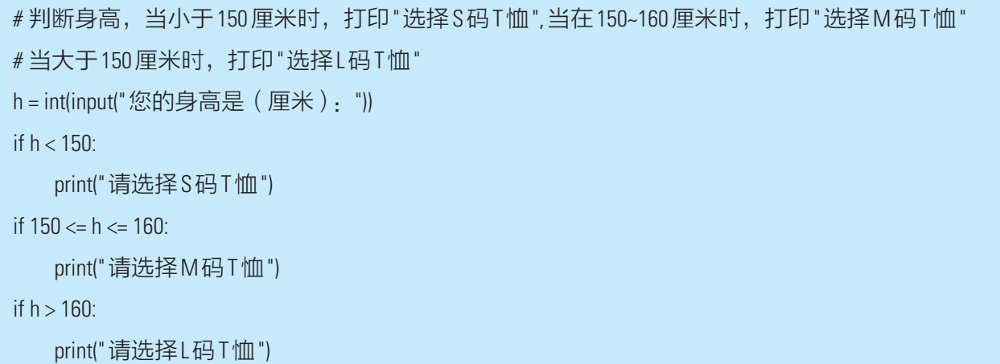 # 判断身高，当小于150厘米时，打印"选择S码T恤",当在150~160厘米时，打印"选择M码T恤"
# 当大于150厘米时，打印"选择L码T恤"
h = int(input("您的身高是（厘米）："))
if h < 150:
    print("请选择S码T恤")
if 150 <= h <= 160:
    print("请选择M码T恤")
if h > 160:
    print("请选择L码T恤")